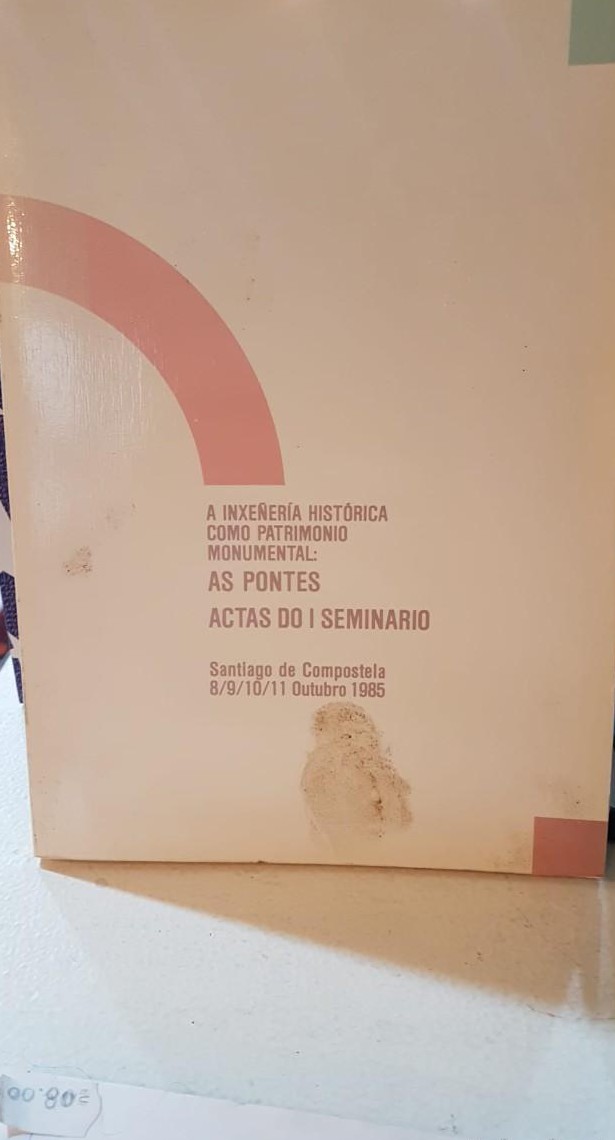 A INXEÑERÍA HISTÓRICA
COMO PATRIMONIO
MONUMENTAL:
AS PONTES
ACTAS DO I SEMINARIO
Santiago de Compostela
8/9/10/11 Outubro 1985